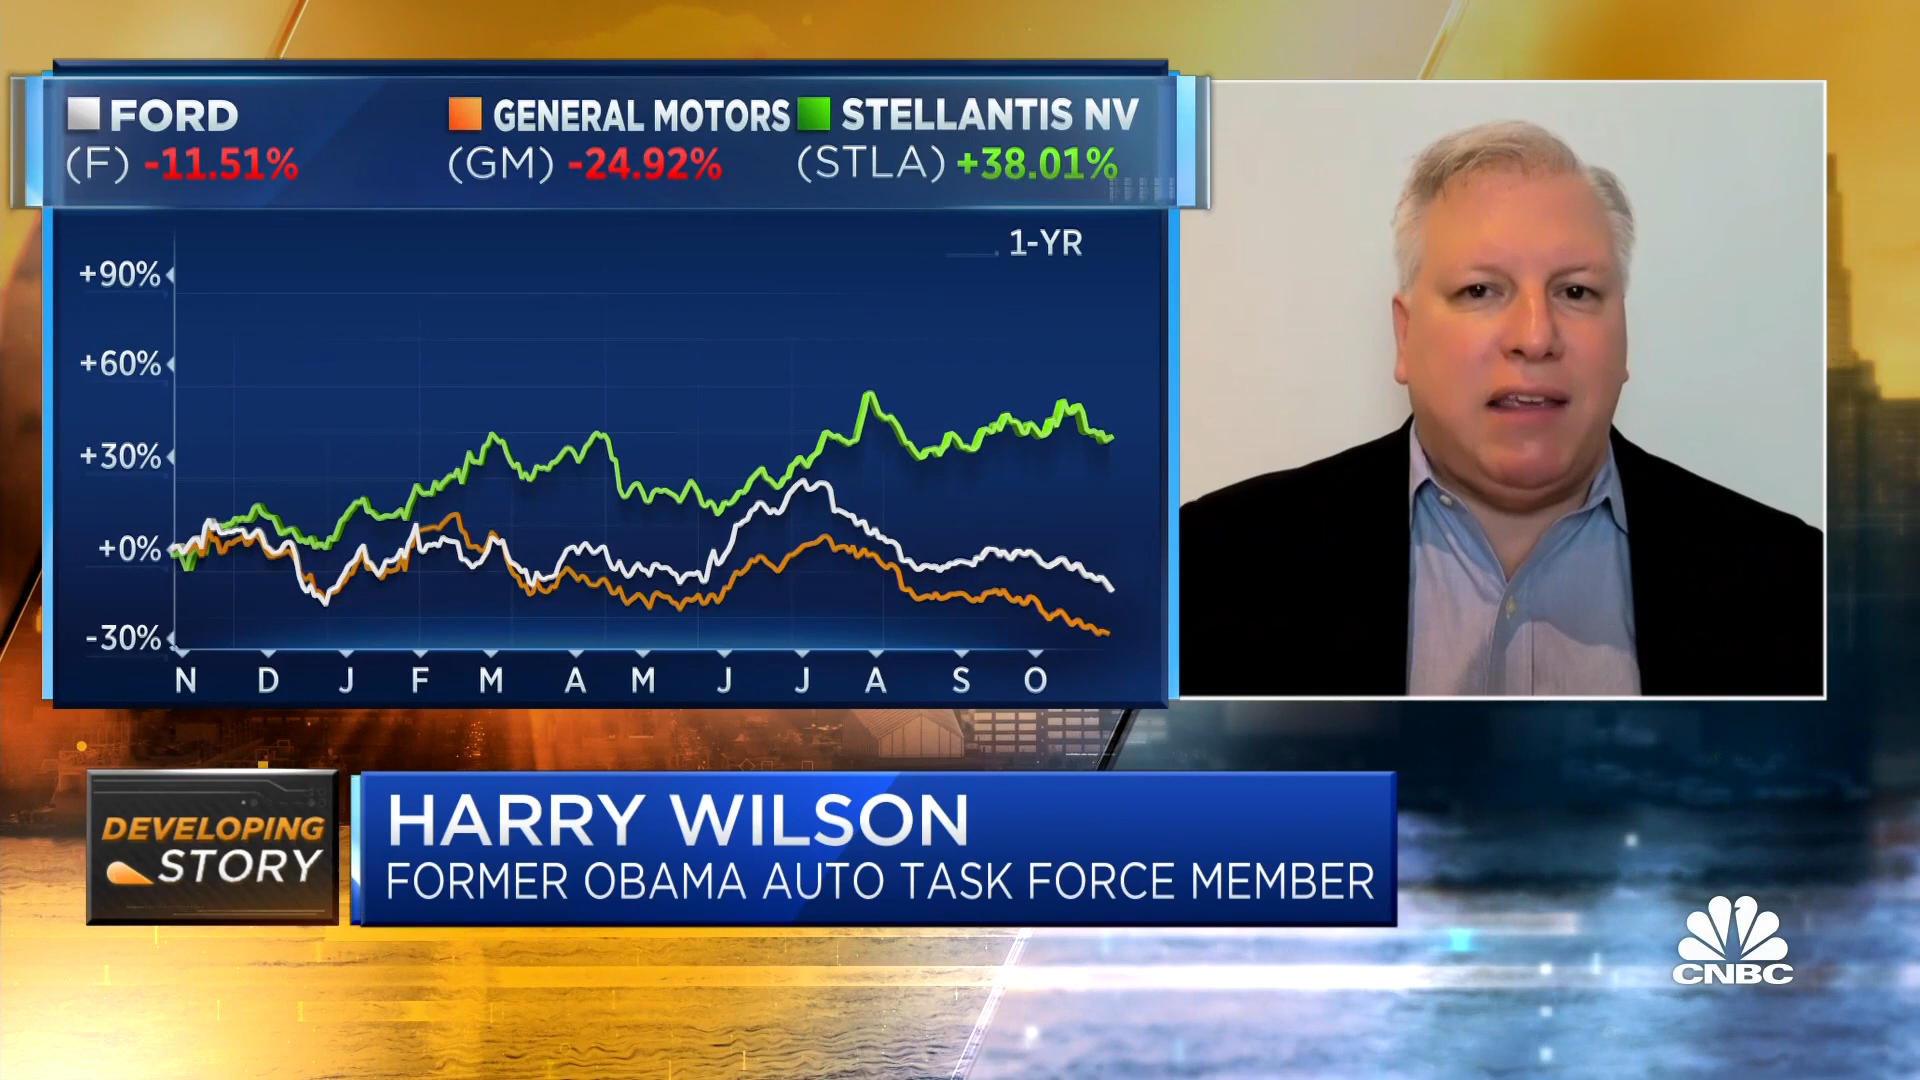 FORD
(F) -11.51%
GENERAL MOTORS
(GM) -24.92%
STELLANTIS NV
(STLA) +38.01%
1-YR
+90%
+60%
+30%
+0%
-30%
N D J F M A M J J A S O
DEVELOPING
STORY
HARRY WILSON
FORMER OBAMA AUTO TASK FORCE MEMBER
CNBC